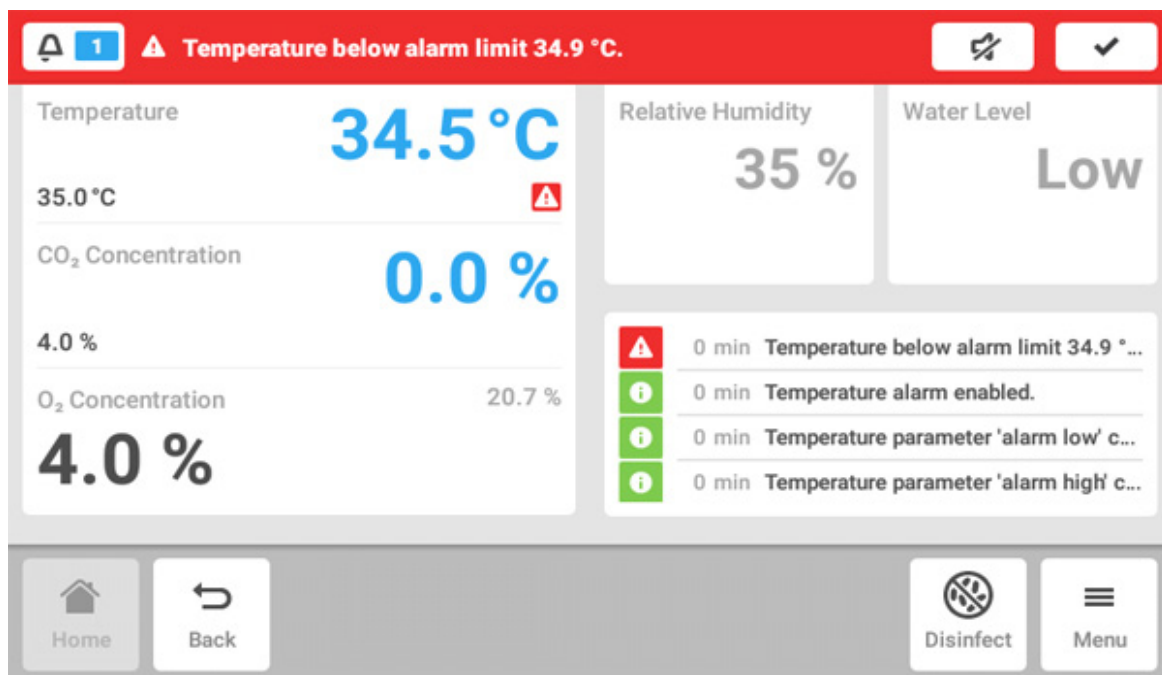 1 Temperature below alarm limit 34.9 °C.
Temperature
34.5 °C
35.0 °C
CO₂ Concentration
0.0 %
4.0 %
O₂ Concentration 20.7 %
4.0 %
Relative Humidity
35 %
Water Level
Low
0 min Temperature below alarm limit 34.9 °...
0 min Temperature alarm enabled.
0 min Temperature parameter 'alarm low' c...
0 min Temperature parameter 'alarm high' c...
Home
Back
Disinfect
Menu